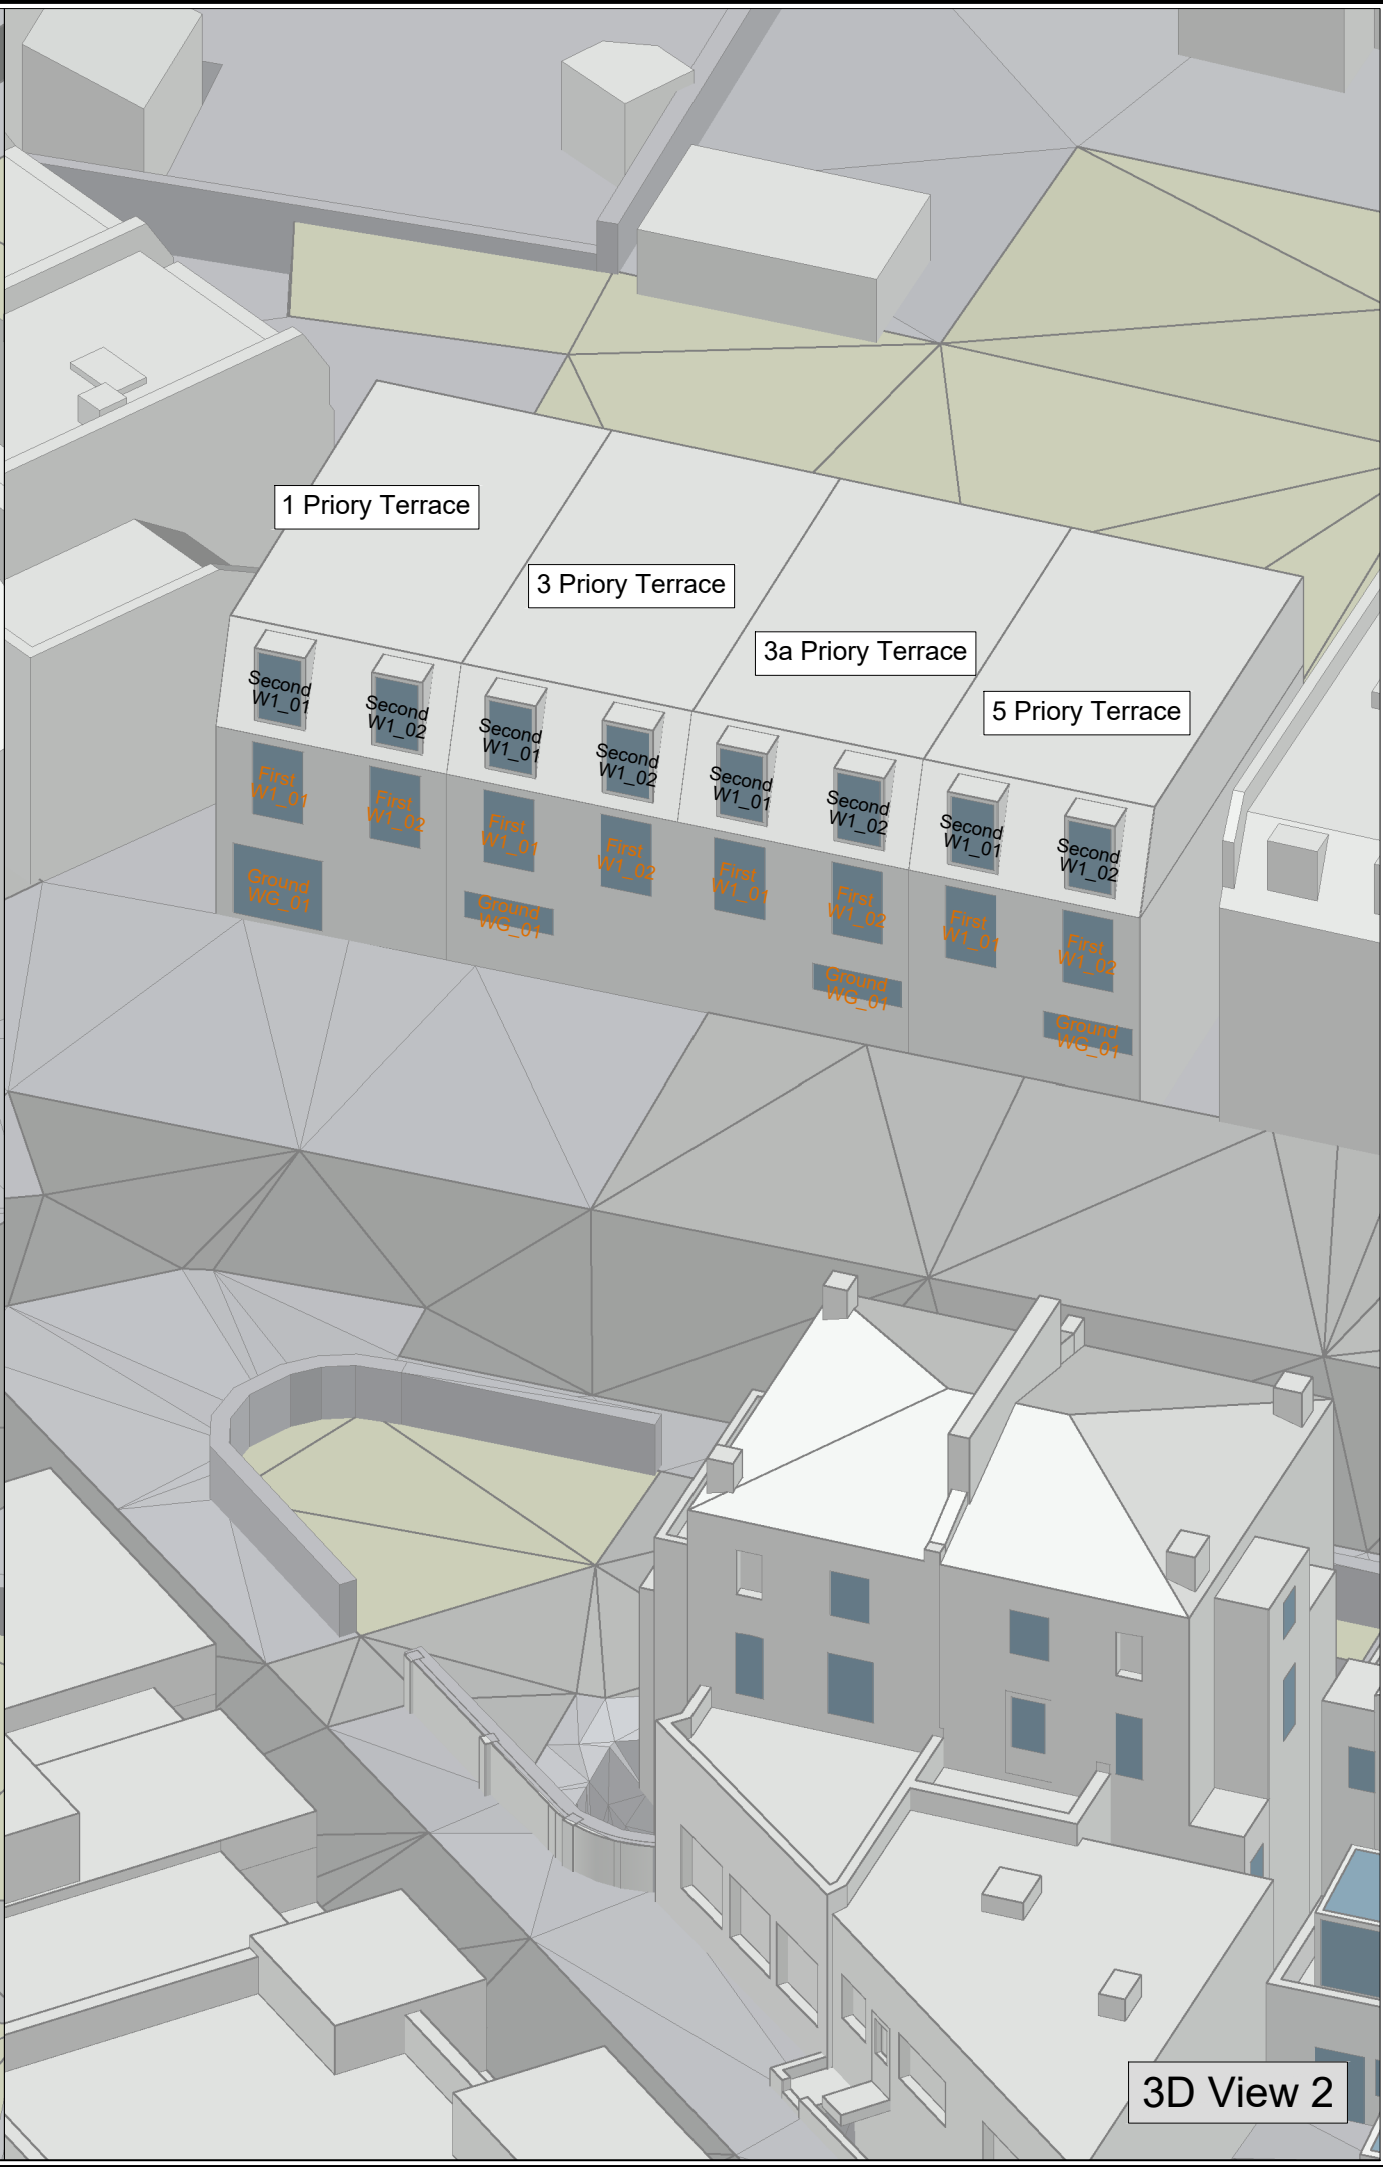 1 Priory Terrace
3 Priory Terrace
3a Priory Terrace
5 Priory Terrace
Second
W1_01
Second
W1_02
Second
W1_01
Second
W1_02
Second
W1_01
Second
W1_02
Second
W1_01
Second
W1_02
First
W1_01
First
W1_02
First
W1_01
First
W1_02
First
W1_01
First
W1_02
First
W1_01
First
W1_02
Ground
WG_01
Ground
WG_01
Ground
WG_01
Ground
WG_01
3D View 2